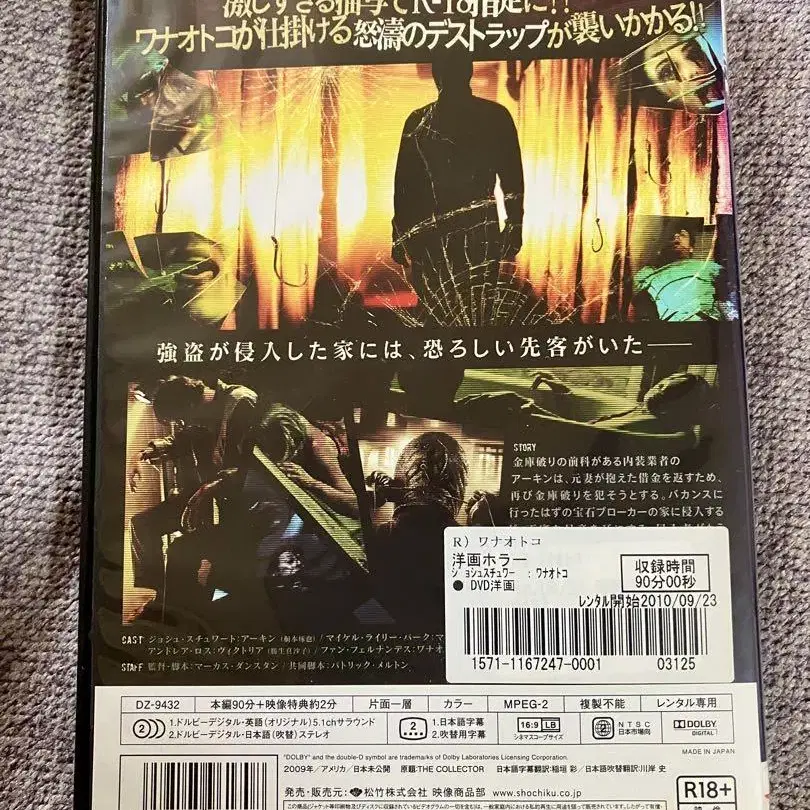 激しすぎる描写でR-18指定に!!
ワナオトコが仕掛ける怒濤のデストラップが襲いかかる!!
強盗が侵入した家には、恐ろしい先客がいた――
STORY
金庫破りの前科がある内装業者の
アーキンは、元妻が抱えた借金を返すため、
再び金庫破りを犯そうとする。バカンスに
行ったはずの宝石ブローカーの家に侵入する
R) ワナオトコ
洋画ホラー
ジョシュスチュワー : ワナオトコ
● DVD洋画
収録時間
90分00秒
レンタル開始2010/09/23
1571-1167247-0001
03125
CAST ジョシュ・スチュワート:アーキン(桐本琢也)/マイケル・ライリー・バーク:マ
アンドレア・ロス:ヴィクトリア ファン・フェルナンデス:ワナオ
STAFF 監督・脚本:マーカス・ダンスタン/共同脚本:パトリック・メルトン
DZ-9432 本編90分+映像特典約2分 片面一層 カラー MPEG-2 複製不能 レンタル専用
2 1.ドルビーデジタル・英語(オリジナル)5.1chサラウンド
2.ドルビーデジタル・日本語(吹替)ステレオ
2 1.日本語字幕
2.吹替用字幕
16:9 LB
シネマスコープサイズ
2 NTSC
日本市場向
DOLBY
DIGITAL
"DOLBY" and the double-D symbol are trademarks of Dolby Laboratories Licensing Corporation.
MADE IN JAPAN
2009年/アメリカ/日本未公開 原題:THE COLLECTOR 日本語字幕翻訳:稲垣 彩/日本語吹替翻訳:川岸 史
発売・販売元: 松竹株式会社 映像商品部 www.shochiku.co.jp
R18+